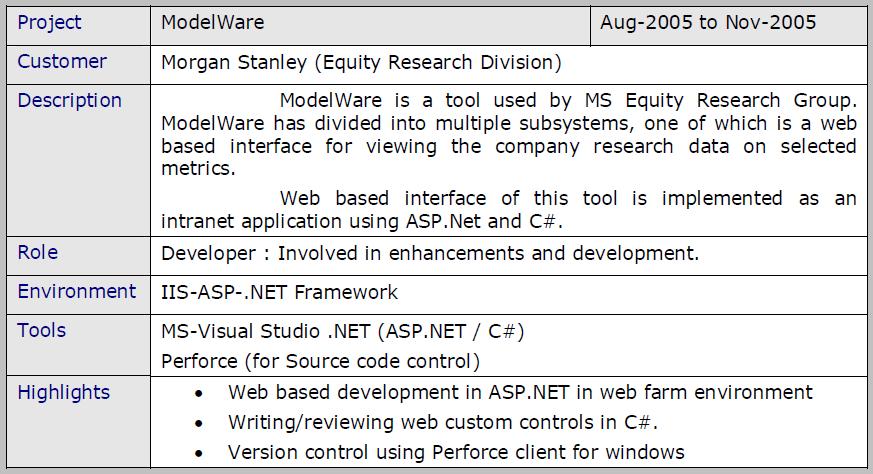 Project ModelWare Aug-2005 to Nov-2005
Customer Morgan Stanley (Equity Research Division)
Description ModelWare is a tool used by MS Equity Research Group.
ModelWare has divided into multiple subsystems, one of which is a web
based interface for viewing the company research data on selected
metrics.
Web based interface of this tool is implemented as an
intranet application using ASP.Net and C#.
Role Developer : Involved in enhancements and development.
Environment IIS-ASP-.NET Framework
Tools MS-Visual Studio .NET (ASP.NET / C#)
Perforce (for Source code control)
Highlights • Web based development in ASP.NET in web farm environment
• Writing/reviewing web custom controls in C#.
• Version control using Perforce client for windows